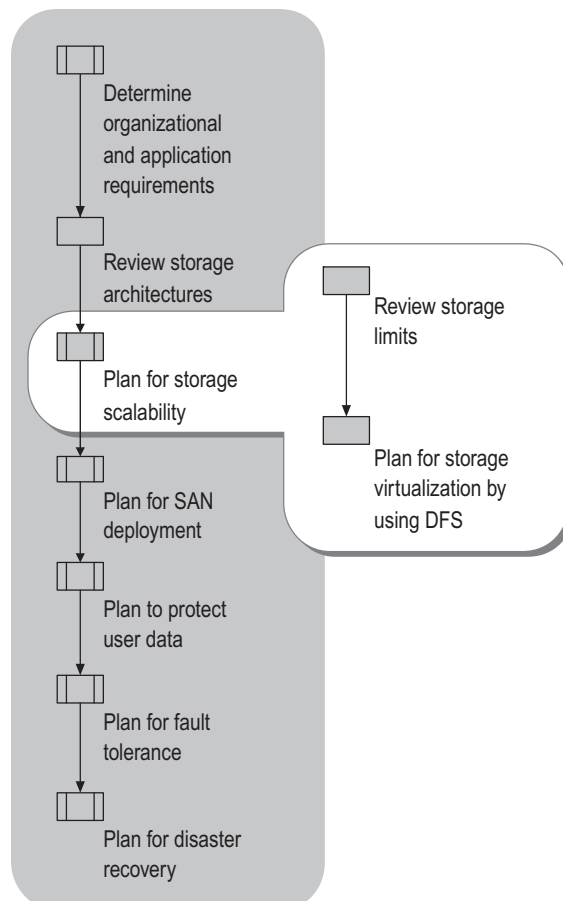 Determine
organizational
and application
requirements
Review storage
architectures
Plan for storage
scalability
Review storage
limits
Plan for storage
virtualization by
using DFS
Plan for SAN
deployment
Plan to protect
user data
Plan for fault
tolerance
Plan for disaster
recovery